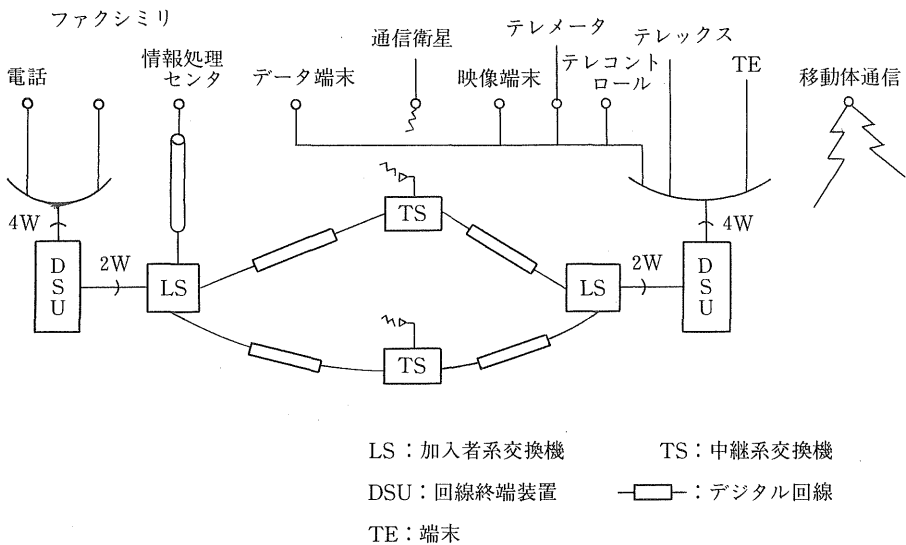 ファクシミリ
電話
情報処理
センタ
データ端末
通信衛星
映像端末
テレメータ
テレコント
ロール
テレックス
TE
移動体通信
4W
DSU
2W
LS
TS
TS
LS
2W
4W
DSU
LS：加入者系交換機
TS：中継系交換機
DSU：回線終端装置
：デジタル回線
TE：端末